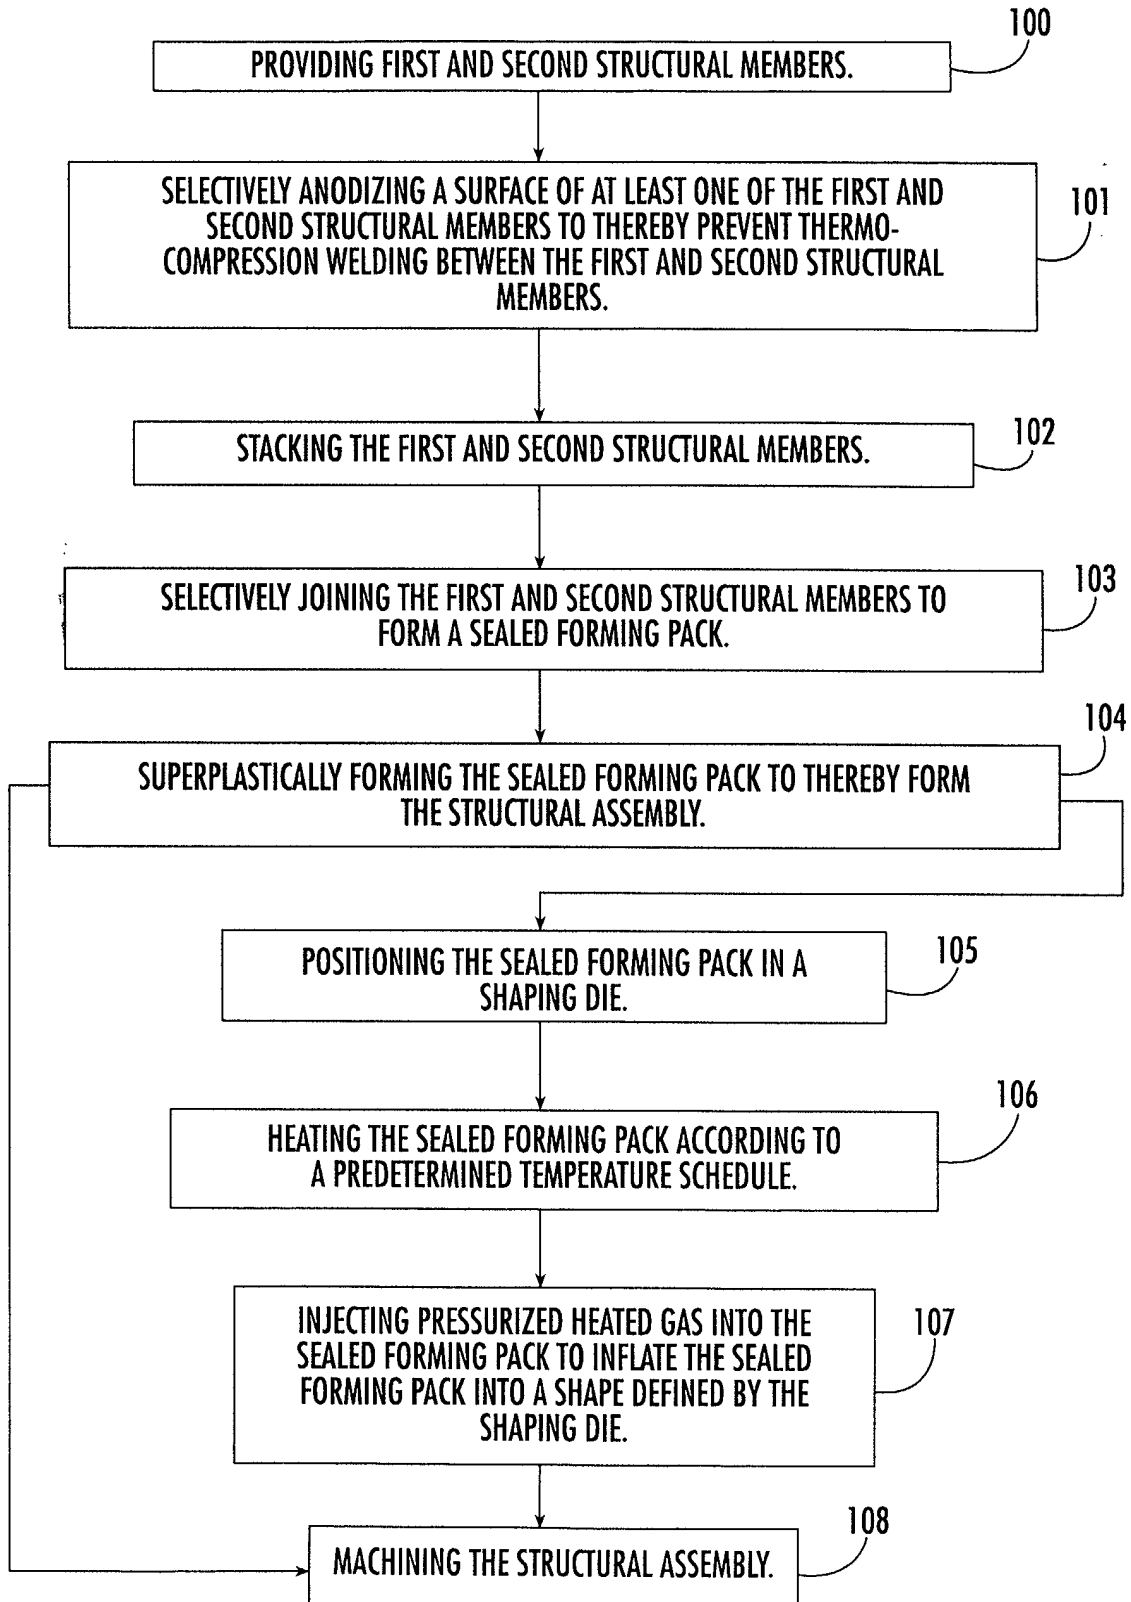 100
PROVIDING FIRST AND SECOND STRUCTURAL MEMBERS.
SELECTIVELY ANODIZING A SURFACE OF AT LEAST ONE OF THE FIRST AND
SECOND STRUCTURAL MEMBERS TO THEREBY PREVENT THERMO-
COMPRESSION WELDING BETWEEN THE FIRST AND SECOND STRUCTURAL
MEMBERS.
101
STACKING THE FIRST AND SECOND STRUCTURAL MEMBERS.
102
SELECTIVELY JOINING THE FIRST AND SECOND STRUCTURAL MEMBERS TO
FORM A SEALED FORMING PACK.
103
SUPERPLASTICALLY FORMING THE SEALED FORMING PACK TO THEREBY FORM
THE STRUCTURAL ASSEMBLY.
104
POSITIONING THE SEALED FORMING PACK IN A
SHAPING DIE.
105
HEATING THE SEALED FORMING PACK ACCORDING TO
A PREDETERMINED TEMPERATURE SCHEDULE.
106
INJECTING PRESSURIZED HEATED GAS INTO THE
SEALED FORMING PACK TO INFLATE THE SEALED
FORMING PACK INTO A SHAPE DEFINED BY THE
SHAPING DIE.
107
MACHINING THE STRUCTURAL ASSEMBLY.
108